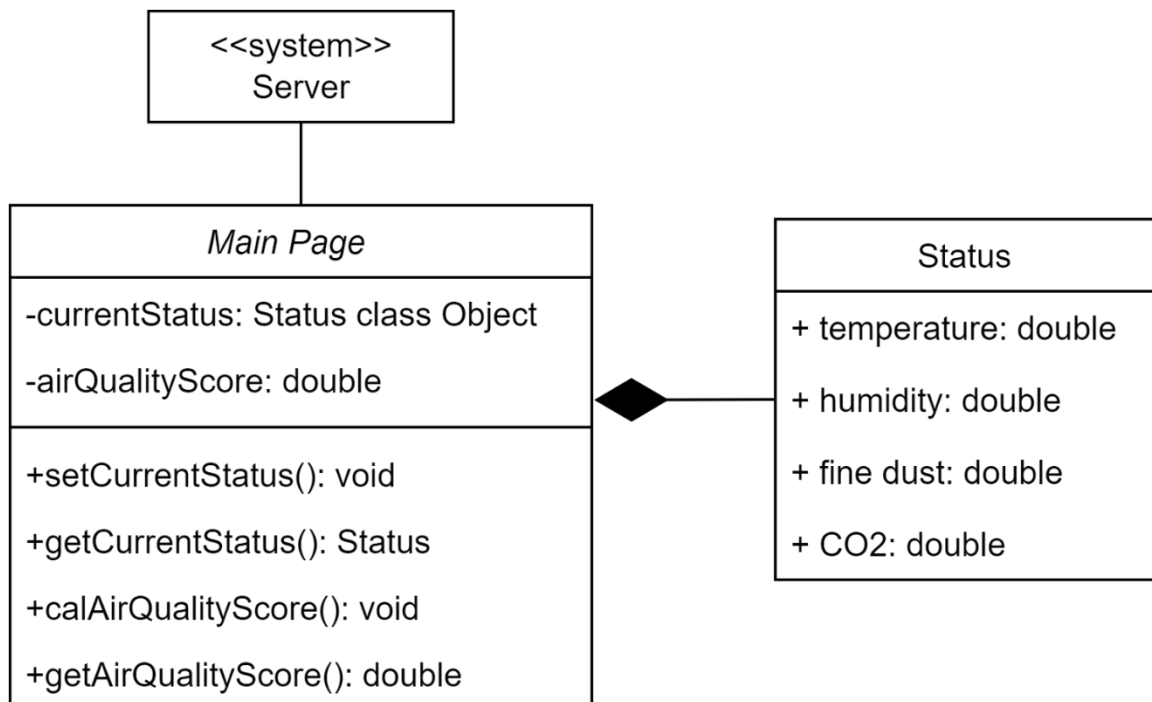 <<system>>
Server
Main Page
-currentStatus: Status class Object
-airQualityScore: double
+setCurrentStatus(): void
+getCurrentStatus(): Status
+calAirQualityScore(): void
+getAirQualityScore(): double
Status
+ temperature: double
+ humidity: double
+ fine dust: double
+ CO2: double